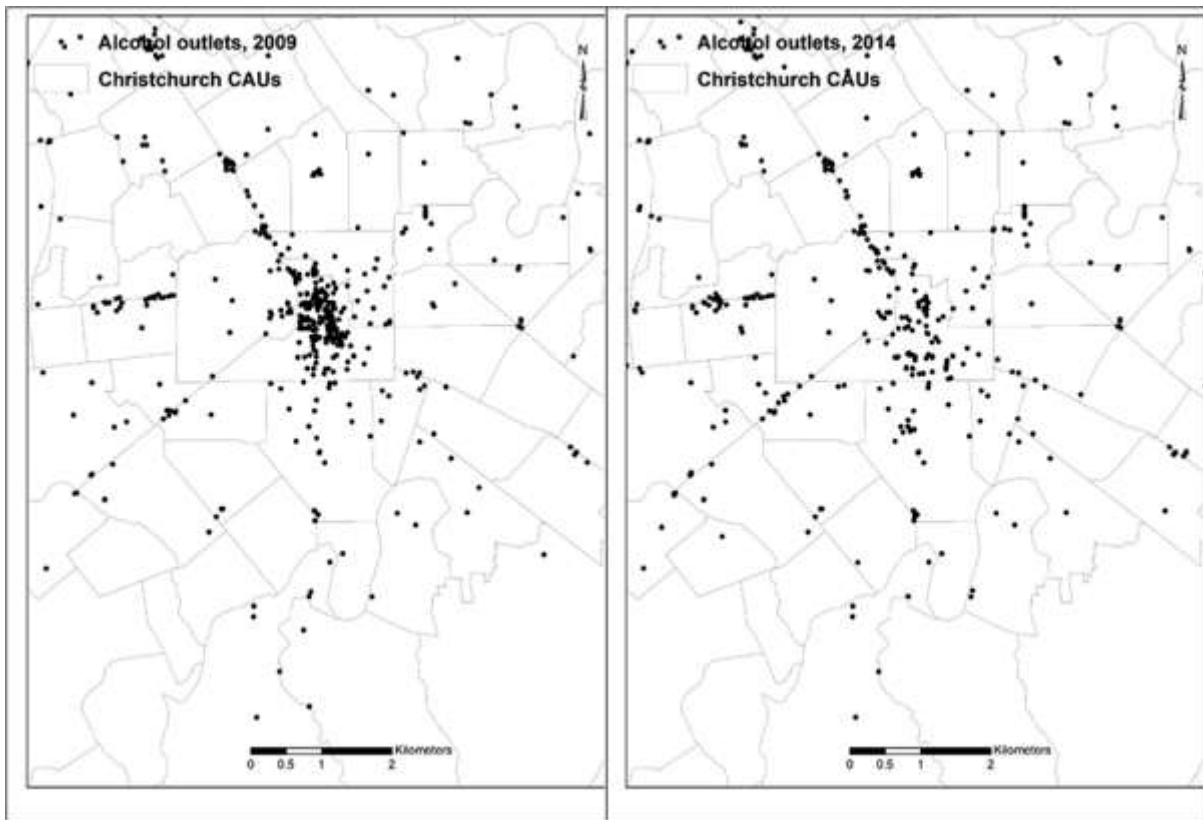 Alcohol outlets, 2009
Christchurch CAUs
N
Kilometers
0 0.5 1 2
Alcohol outlets, 2014
Christchurch CÅUs
N
Kilometers
0 0.5 1 2